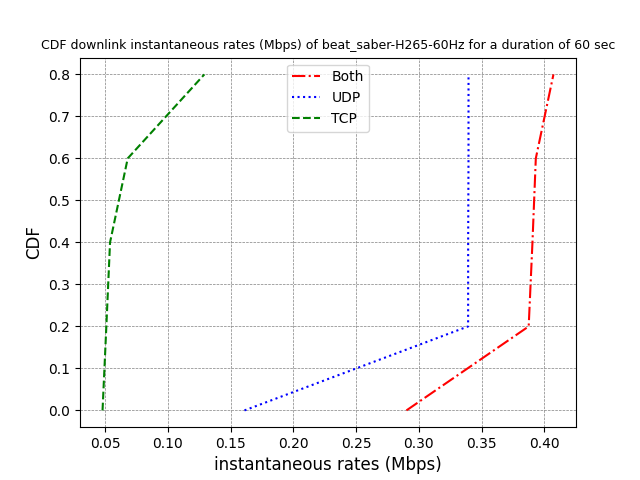 CDF downlink instantaneous rates (Mbps) of beat_saber-H265-60Hz for a duration of 60 sec
Both
UDP
TCP
CDF
0.8
0.7
0.6
0.5
0.4
0.3
0.2
0.1
0.0
0.05 0.10 0.15 0.20 0.25 0.30 0.35 0.40
instantaneous rates (Mbps)